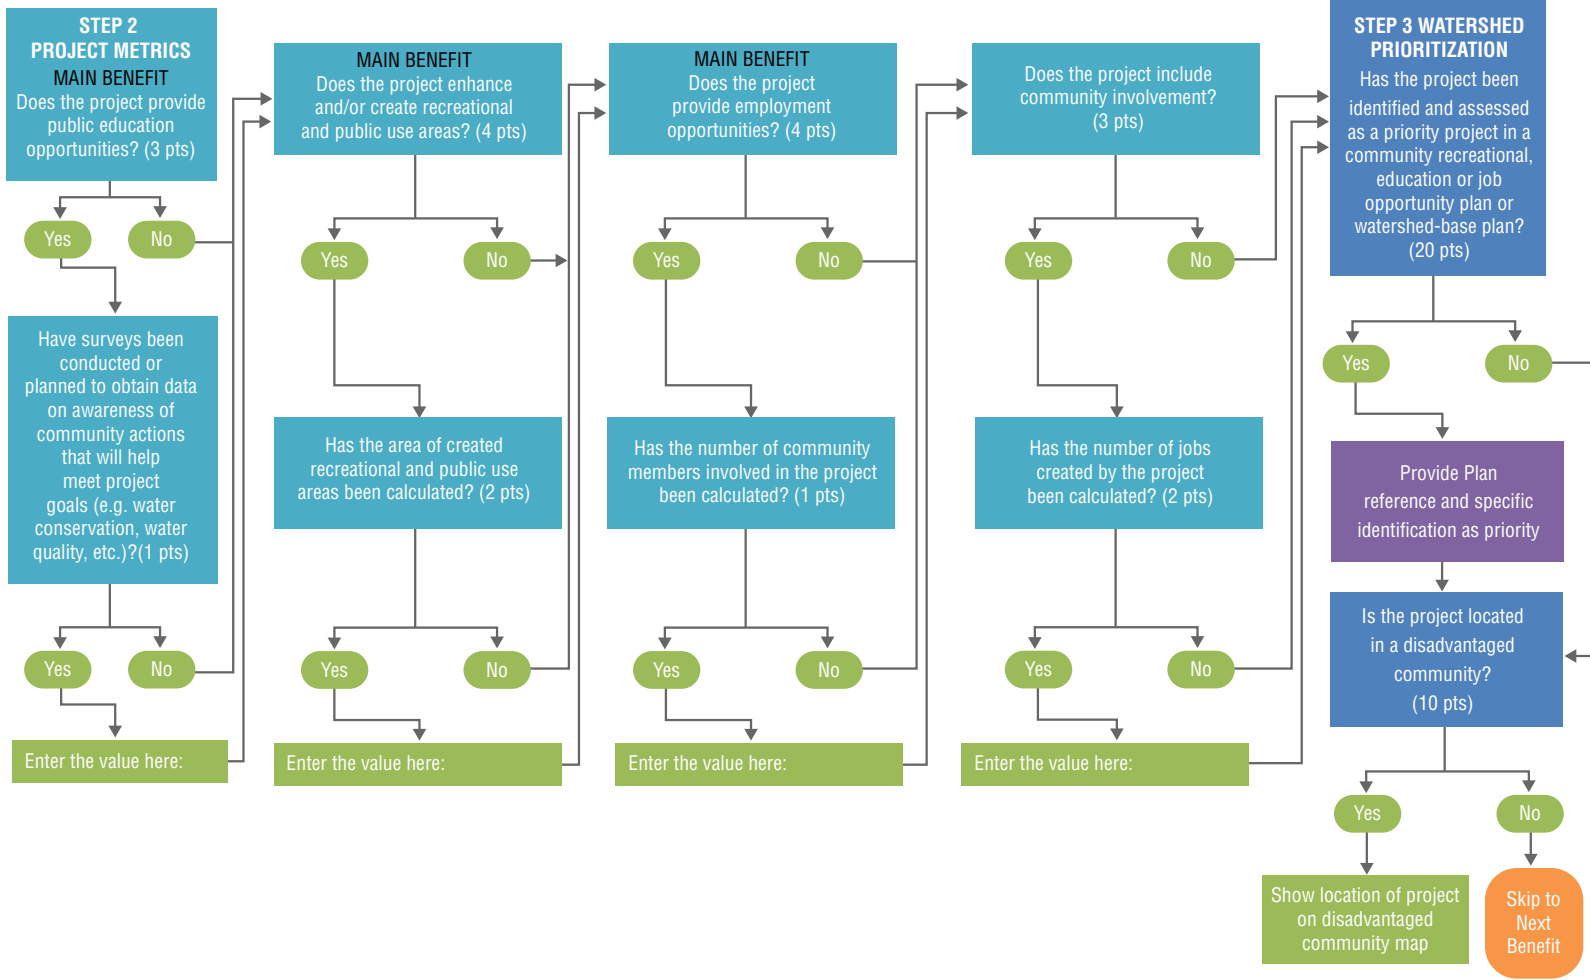 STEP 2
PROJECT METRICS
MAIN BENEFIT
Does the project provide
public education
opportunities? (3 pts)
Yes
No
Have surveys been
conducted or
planned to obtain data
on awareness of
community actions
that will help
meet project
goals (e.g. water
conservation, water
quality, etc.)?(1 pts)
Yes
No
Enter the value here:
MAIN BENEFIT
Does the project enhance
and/or create recreational
and public use areas? (4 pts)
Yes
No
Has the area of created
recreational and public use
areas been calculated? (2 pts)
Yes
No
Enter the value here:
MAIN BENEFIT
Does the project
provide employment
opportunities? (4 pts)
Yes
No
Has the number of community
members involved in the project
been calculated? (1 pts)
Yes
No
Enter the value here:
Does the project include
community involvement?
(3 pts)
Yes
No
Has the number of jobs
created by the project
been calculated? (2 pts)
Yes
No
Enter the value here:
STEP 3 WATERSHED
PRIORITIZATION
Has the project been
identified and assessed
as a priority project in a
community recreational,
education or job
opportunity plan or
watershed-base plan?
(20 pts)
Yes
No
Provide Plan
reference and specific
identification as priority
Is the project located
in a disadvantaged
community?
(10 pts)
Yes
No
Show location of project
on disadvantaged
community map
Skip to
Next
Benefit